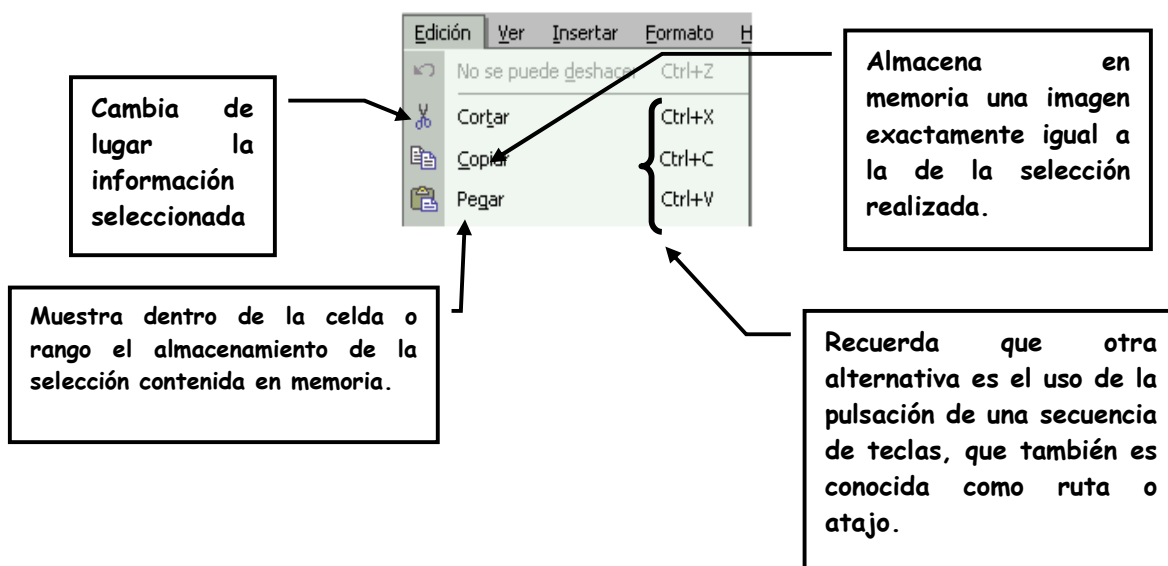 Edición Ver Insertar Formato H
No se puede deshacer Ctrl+Z
Cortar Ctrl+X
Copiar Ctrl+C
Pegar Ctrl+V
Cambia de
lugar la
información
seleccionada
Almacena en
memoria una imagen
exactamente igual a
la de la selección
realizada.
Muestra dentro de la celda o
rango el almacenamiento de la
selección contenida en memoria.
Recuerda que otra
alternativa es el uso de la
pulsación de una secuencia
de teclas, que también es
conocida como ruta o
atajo.